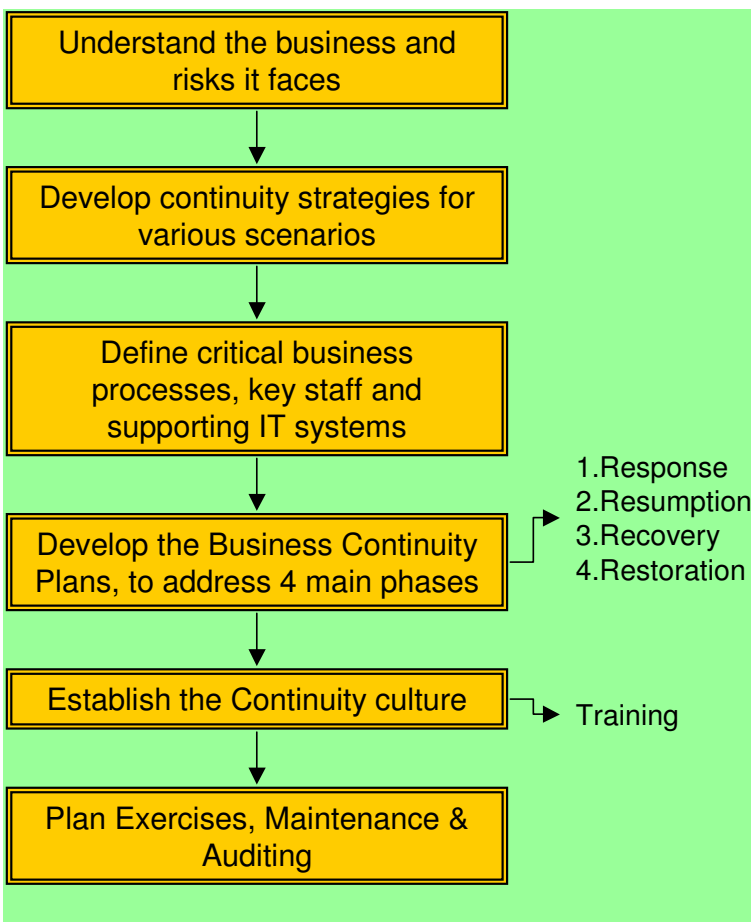 Understand the business and
risks it faces
Develop continuity strategies for
various scenarios
Define critical business
processes, key staff and
supporting IT systems
Develop the Business Continuity
Plans, to address 4 main phases
1.Response
2.Resumption
3.Recovery
4.Restoration
Establish the Continuity culture
Training
Plan Exercises, Maintenance &
Auditing